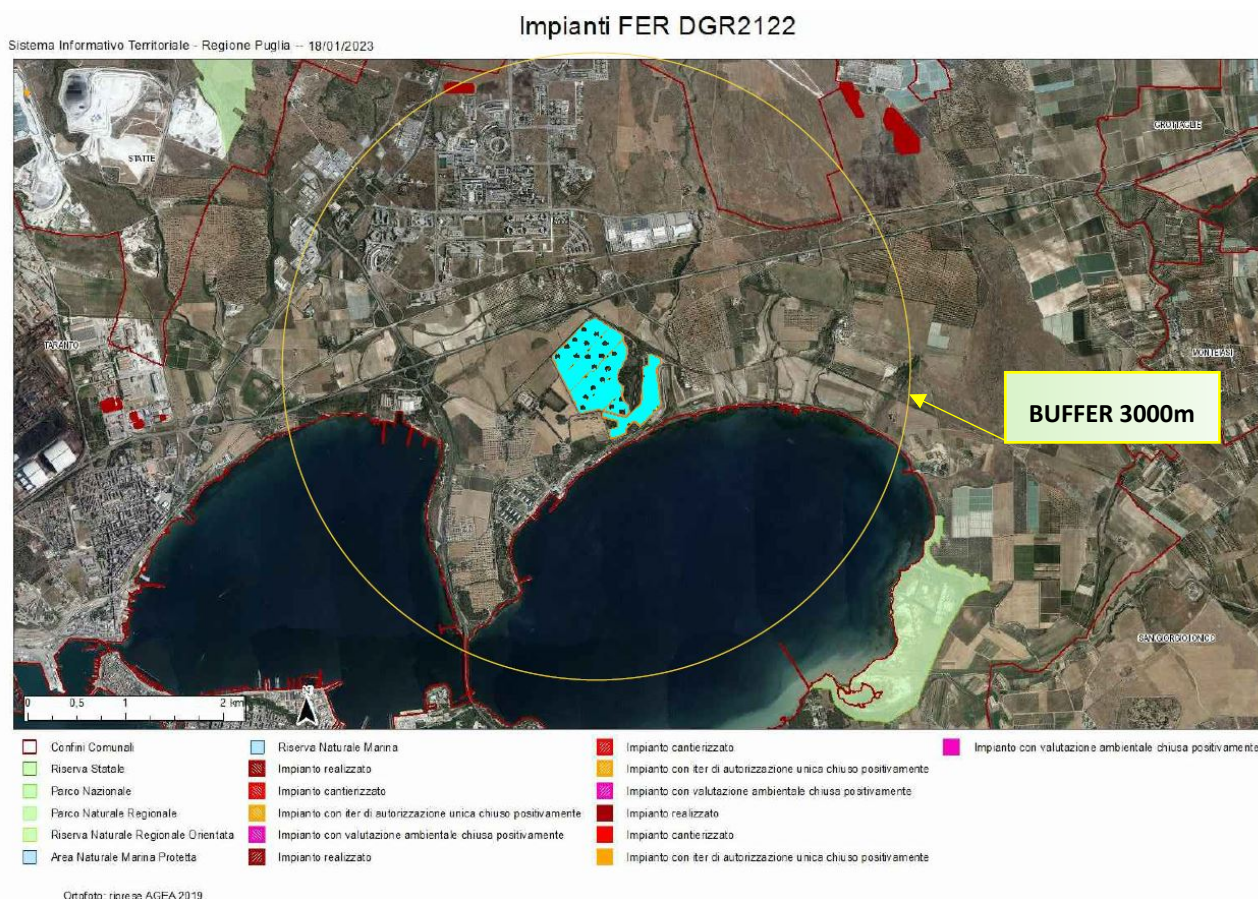 Impianti FER DGR2122
Sistema Informativo Territoriale - Regione Puglia -- 18/01/2023
GROTTAGLIE
STATTE
TARANTO
MONTEIASI
BUFFER 3000m
SAN GIORGIO IONICO
N
0 0,5 1 2 km
Confini Comunali
Riserva Statale
Parco Nazionale
Parco Naturale Regionale
Riserva Naturale Regionale Orientata
Area Naturale Marina Protetta
Riserva Naturale Marina
Impianto realizzato
Impianto cantierizzato
Impianto con iter di autorizzazione unica chiuso positivamente
Impianto con valutazione ambientale chiusa positivamente
Impianto realizzato
Impianto cantierizzato
Impianto con iter di autorizzazione unica chiuso positivamente
Impianto con valutazione ambientale chiusa positivamente
Impianto realizzato
Impianto cantierizzato
Impianto con iter di autorizzazione unica chiuso positivamente
Impianto con valutazione ambientale chiusa positivamente
Ortofoto: riprese AGEA 2019